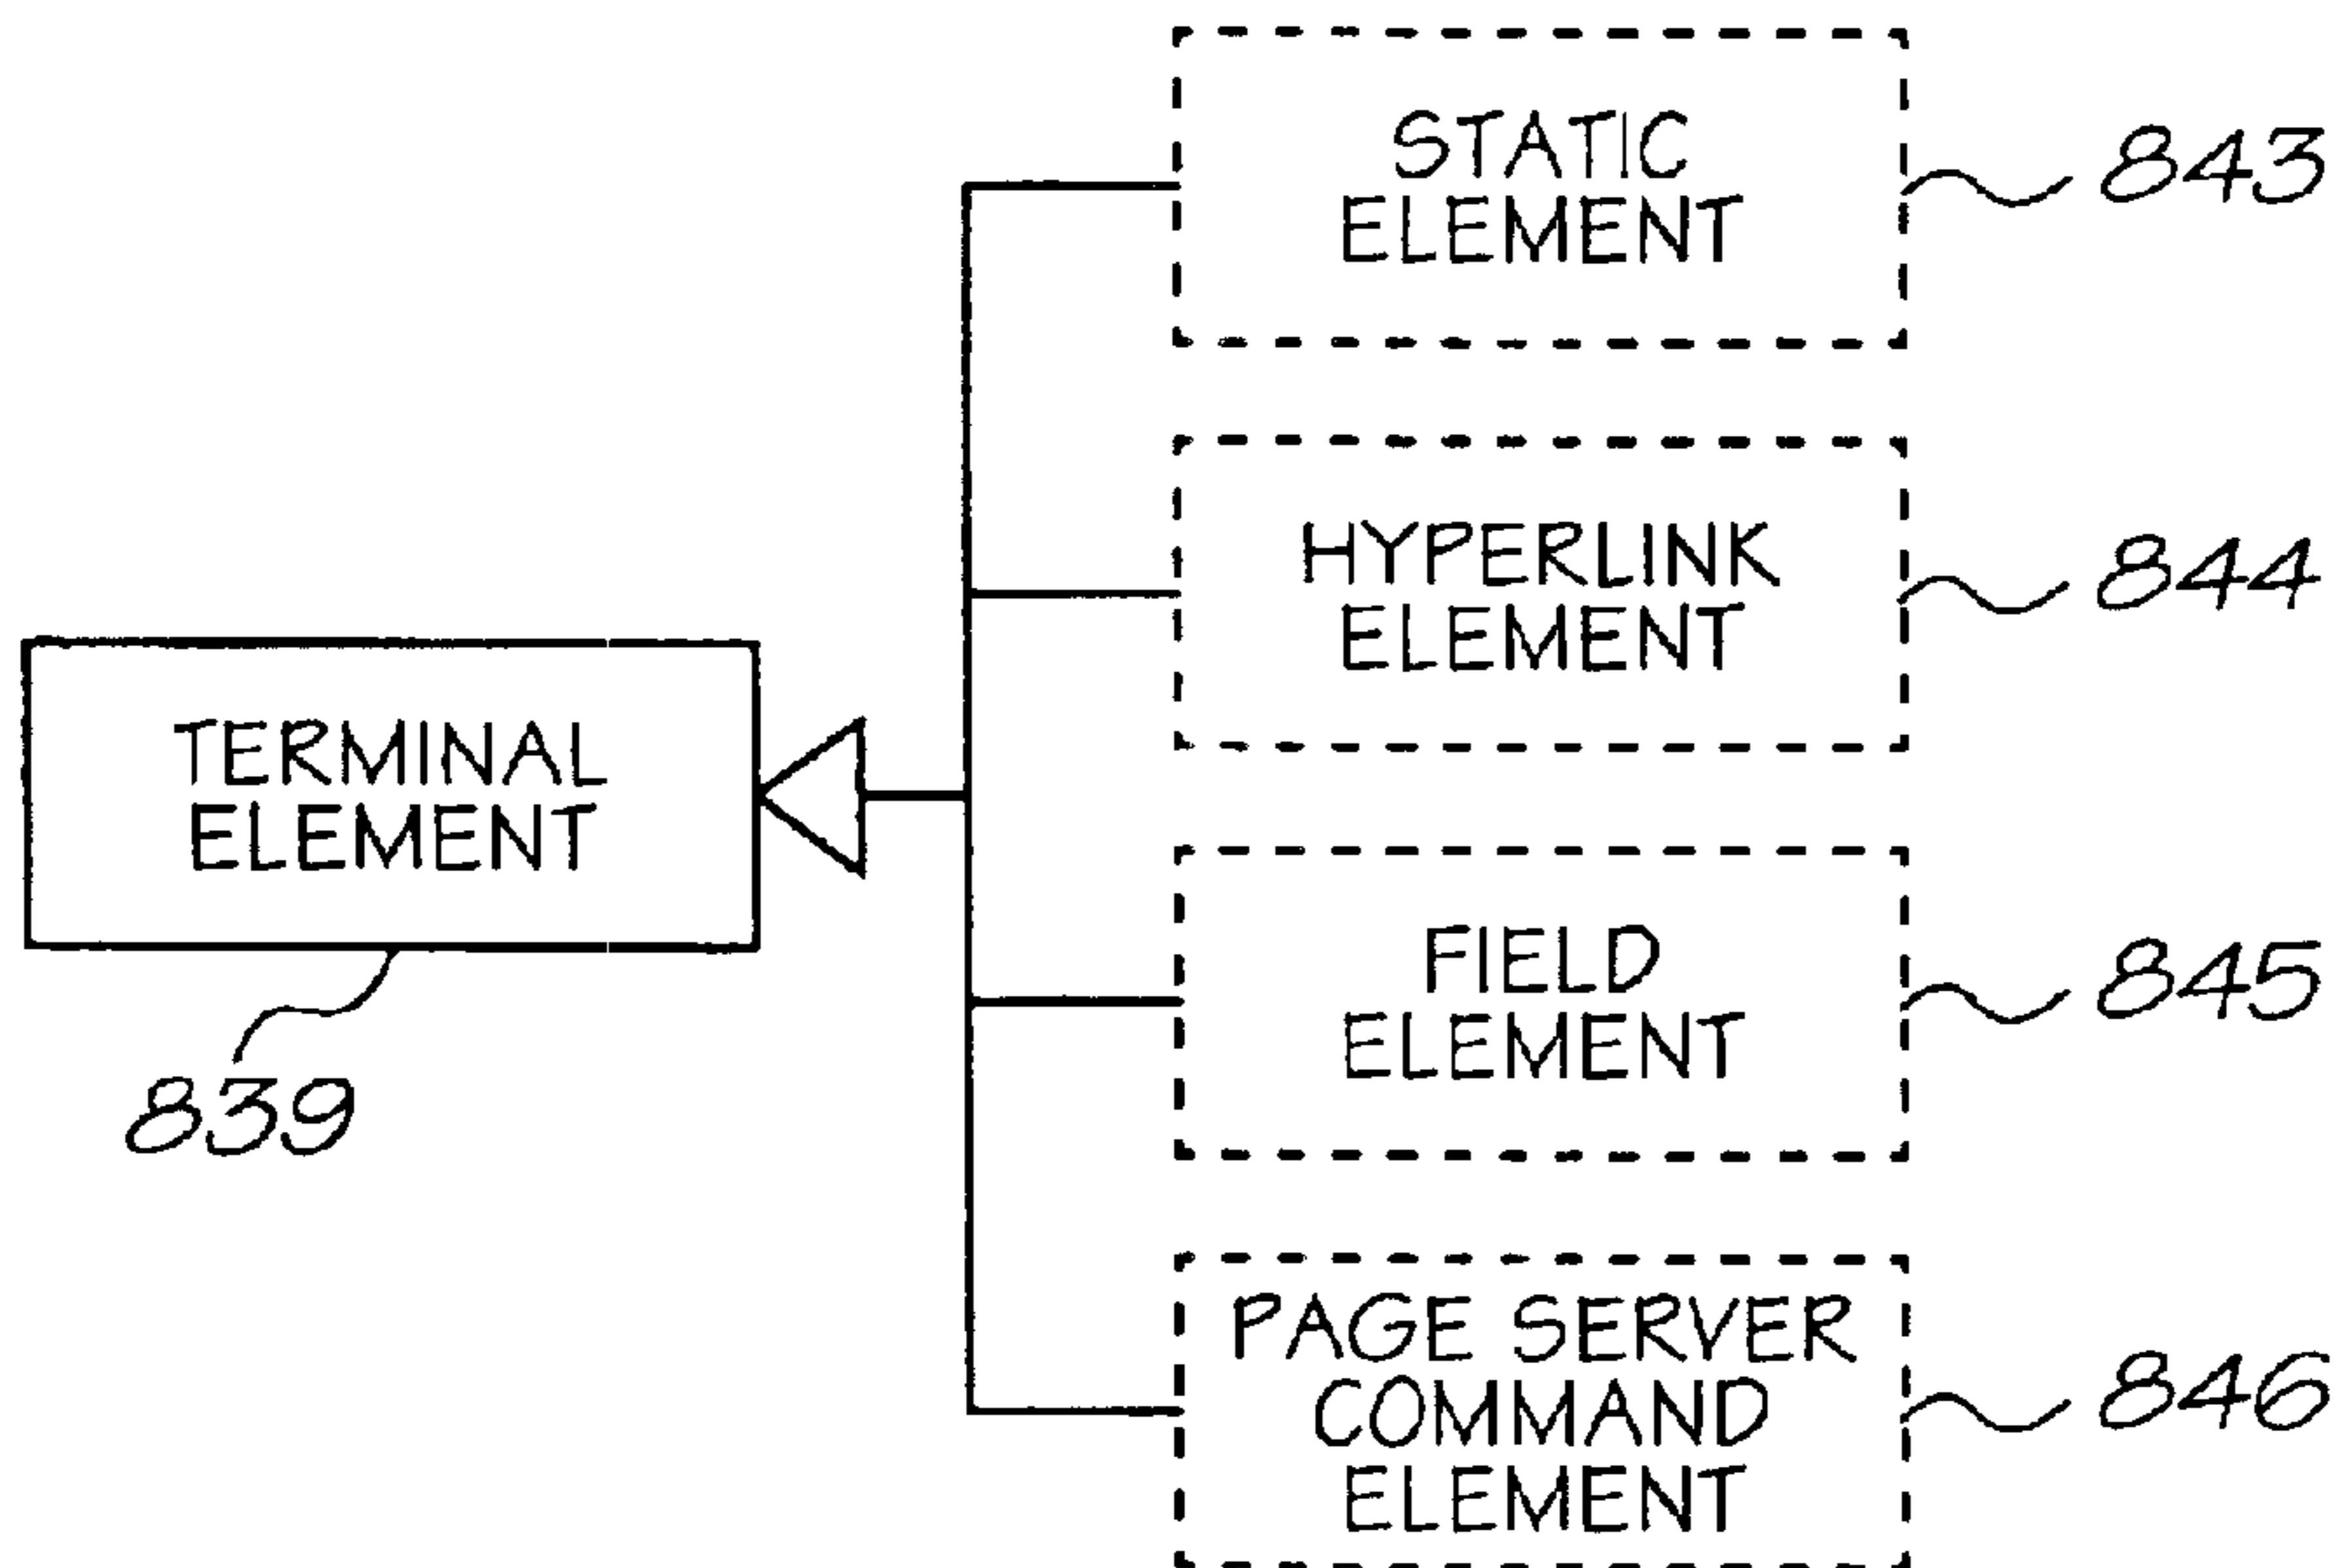 STATIC
ELEMENT
843
HYPERLINK
ELEMENT
844
TERMINAL
ELEMENT
839
FIELD
ELEMENT
845
PAGE SERVER
COMMAND
ELEMENT
846